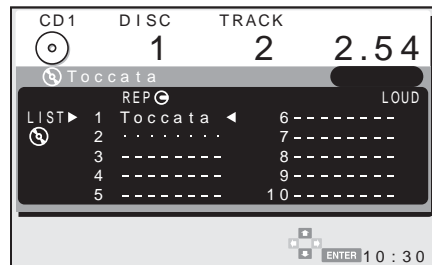 CD1 DISC TRACK
1 2 2.54
Toccata
REP LOUD
LIST▶ 1 Toccata ◀ 6--------
2 ········ 7--------
3 -------- 8--------
4 -------- 9--------
5 -------- 10--------
ENTER 10:30